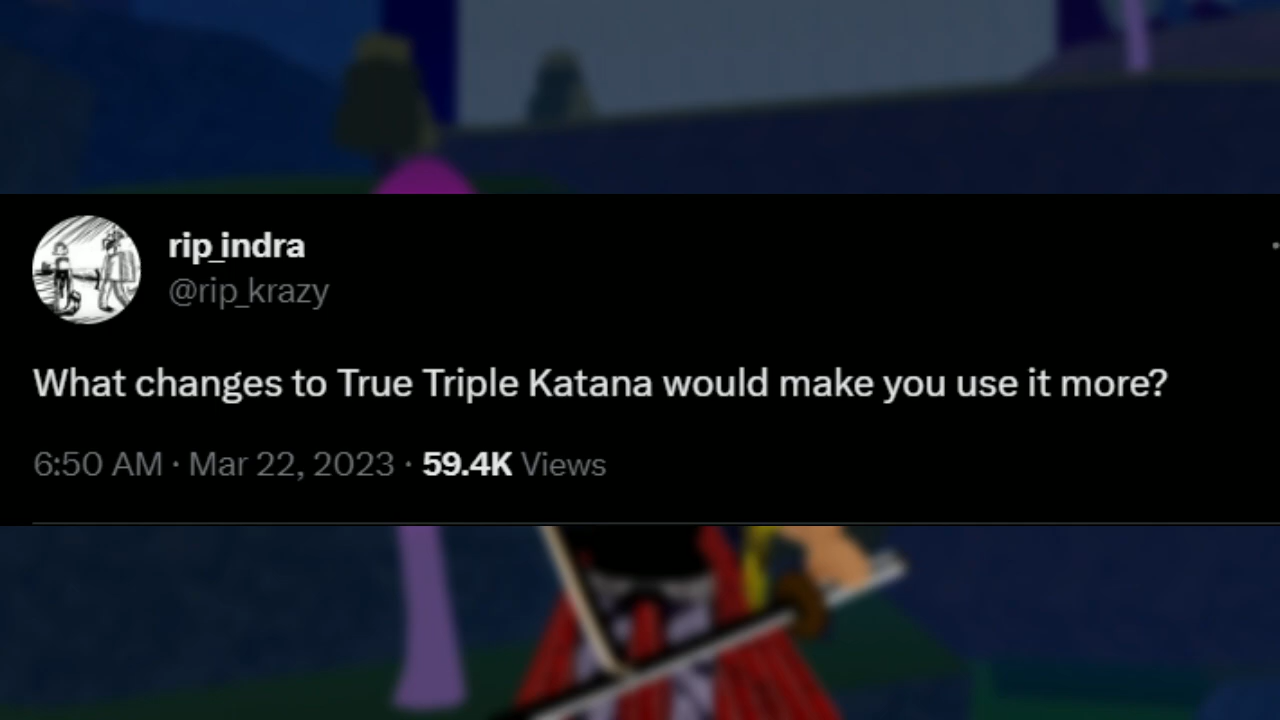 rip_indra
@rip_krazy
What changes to True Triple Katana would make you use it more?
6:50 AM · Mar 22, 2023 · 59.4K Views